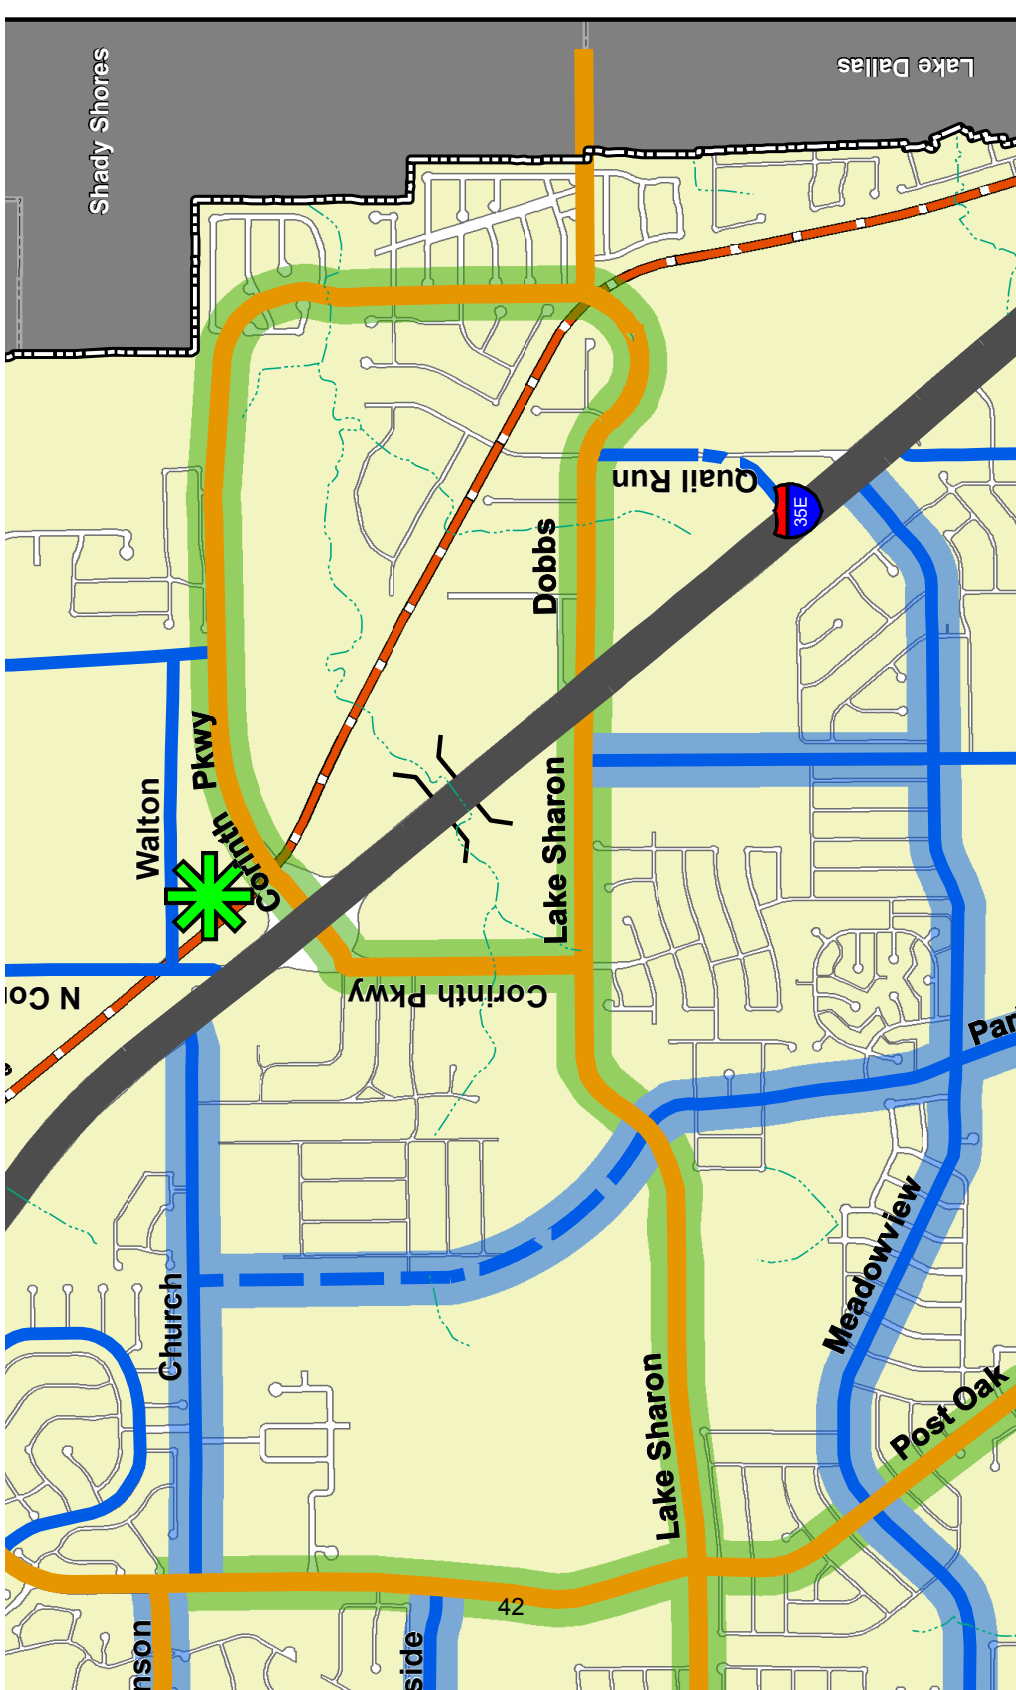 Shady Shores
Lake Dallas
Quail Run
35E
Dobbs
Pkwy
Corinth
Walton
Lake Sharon
Corinth Pkwy
N Co
Par
Church
Meadowview
Post Oak
Lake Sharon
42
nson
side